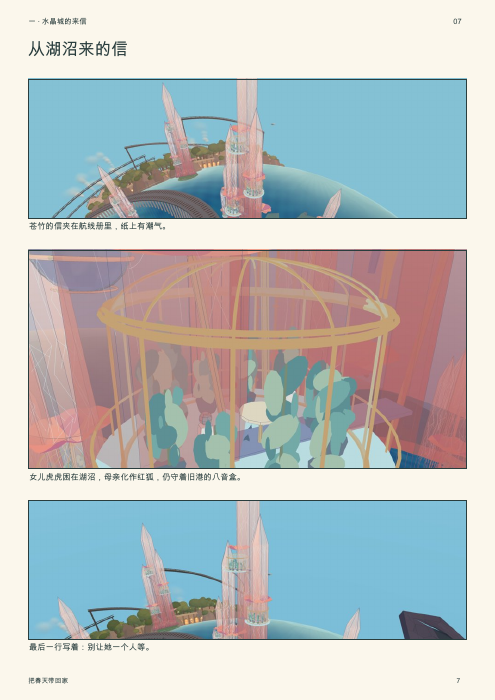 一 · 水晶城的来信
07
从湖沼来的信
苍竹的信夹在航线册里，纸上有潮气。
女儿虎虎困在湖沼，母亲化作红狐，仍守着旧港的八音盒。
最后一行写着：别让她一个人等。
把春天带回家
7